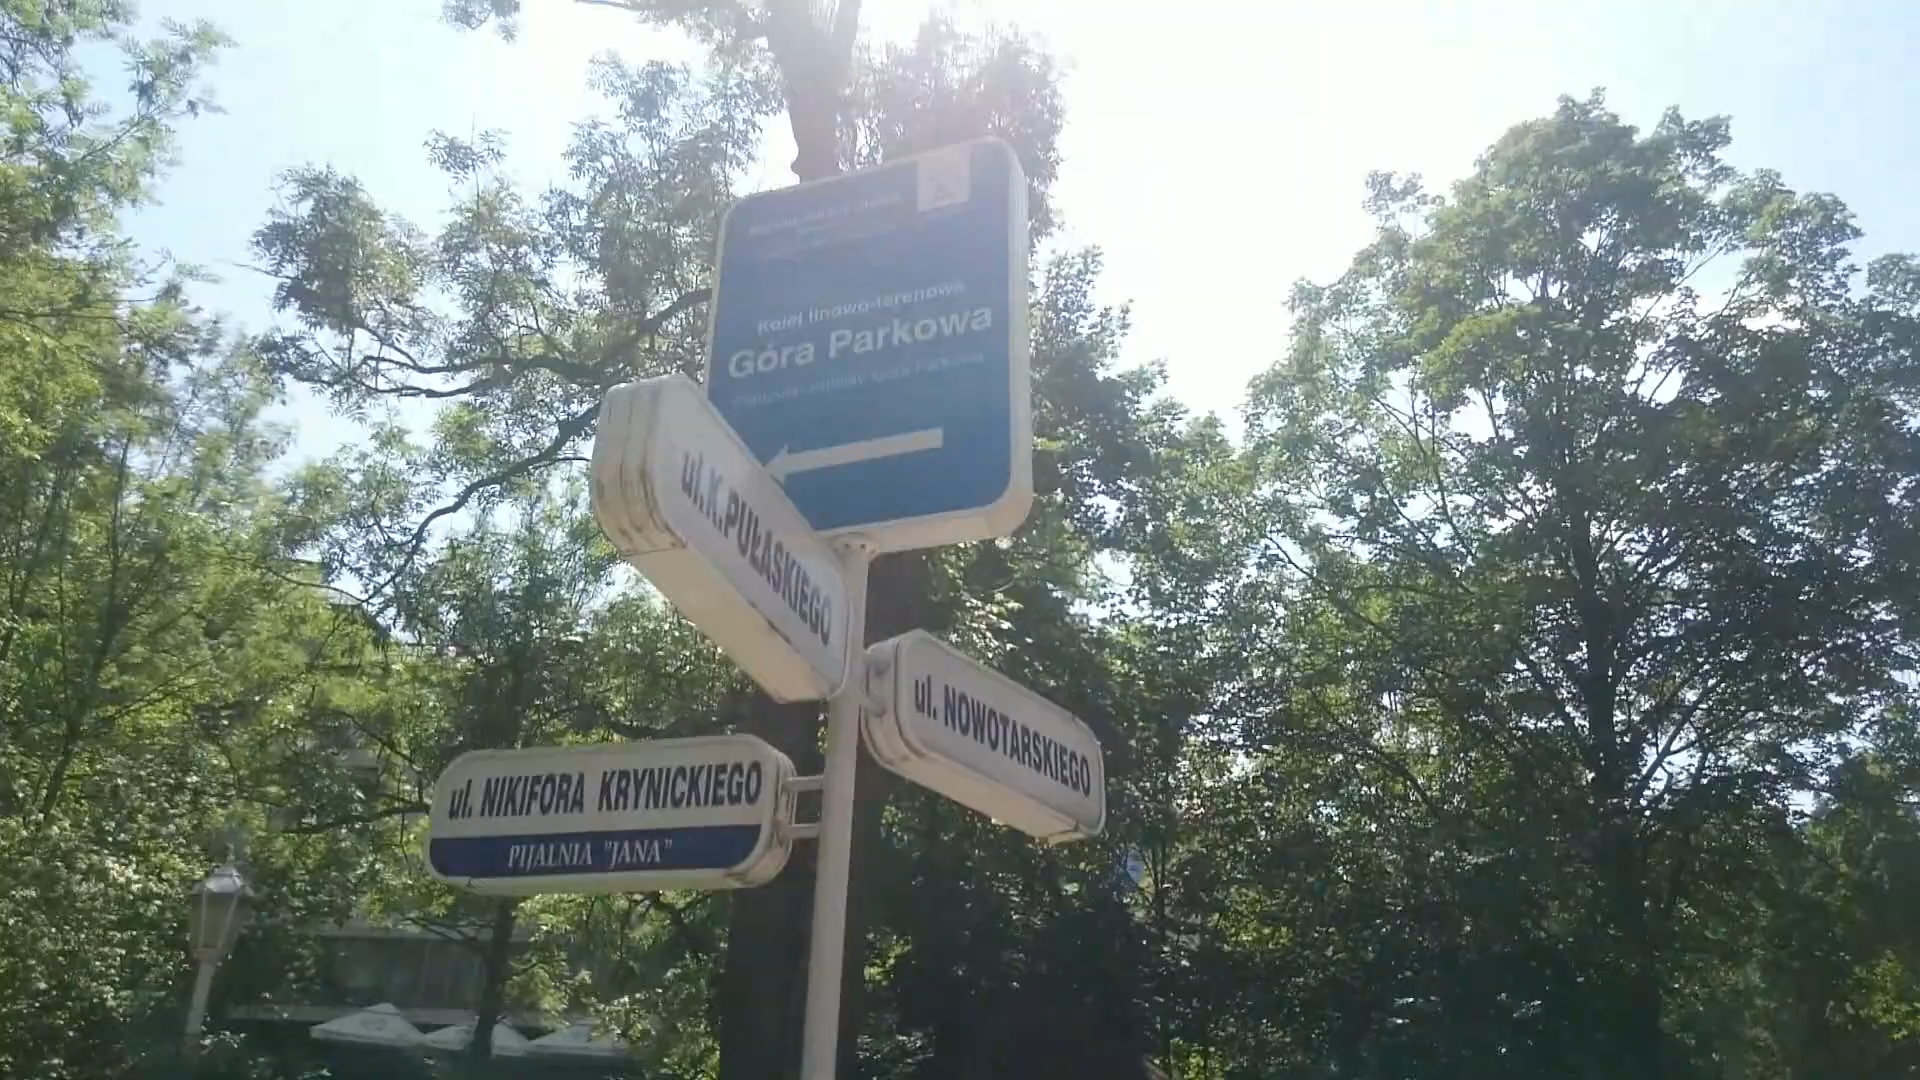 Kolej linowo-terenowa
Góra Parkowa
ul. K. PUŁASKIEGO
ul. NOWOTARSKIEGO
ul. NIKIFORA KRYNICKIEGO
PIJALNIA "JANA"